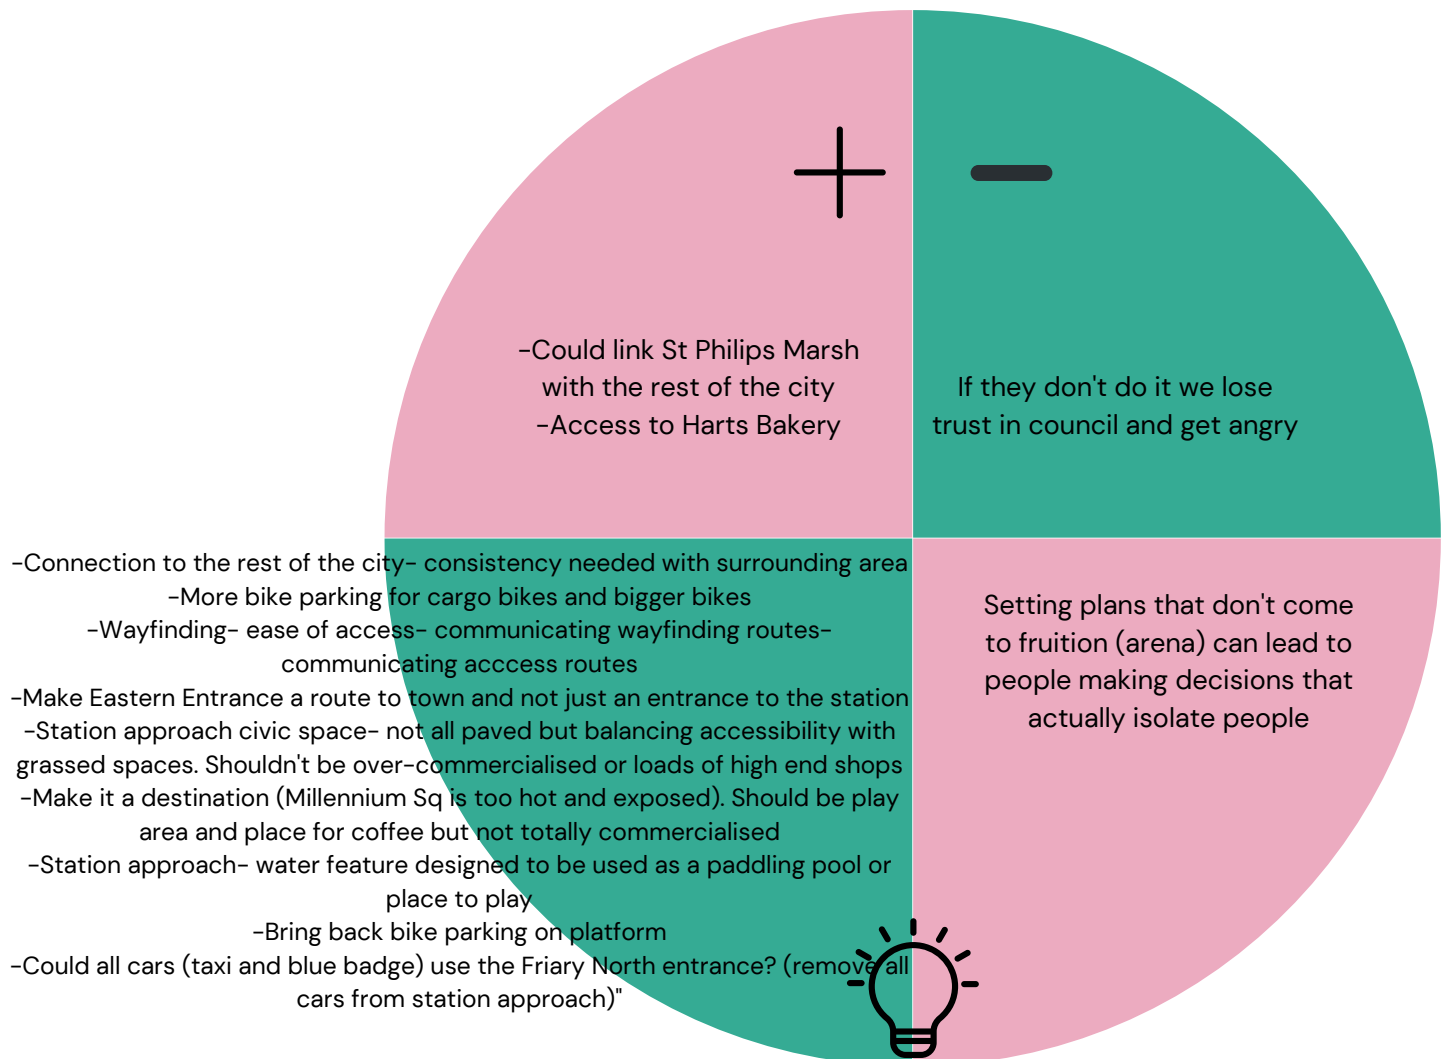 -Could link St Philips Marsh
with the rest of the city
-Access to Harts Bakery
If they don't do it we lose
trust in council and get angry
-Connection to the rest of the city- consistency needed with surrounding area
-More bike parking for cargo bikes and bigger bikes
-Wayfinding- ease of access- communicating wayfinding routes-
communicating acccess routes
-Make Eastern Entrance a route to town and not just an entrance to the station
-Station approach civic space- not all paved but balancing accessibility with
grassed spaces. Shouldn't be over-commercialised or loads of high end shops
-Make it a destination (Millennium Sq is too hot and exposed). Should be play
area and place for coffee but not totally commercialised
-Station approach- water feature designed to be used as a paddling pool or
place to play
-Bring back bike parking on platform
-Could all cars (taxi and blue badge) use the Friary North entrance? (remove all
cars from station approach)"
Setting plans that don't come
to fruition (arena) can lead to
people making decisions that
actually isolate people